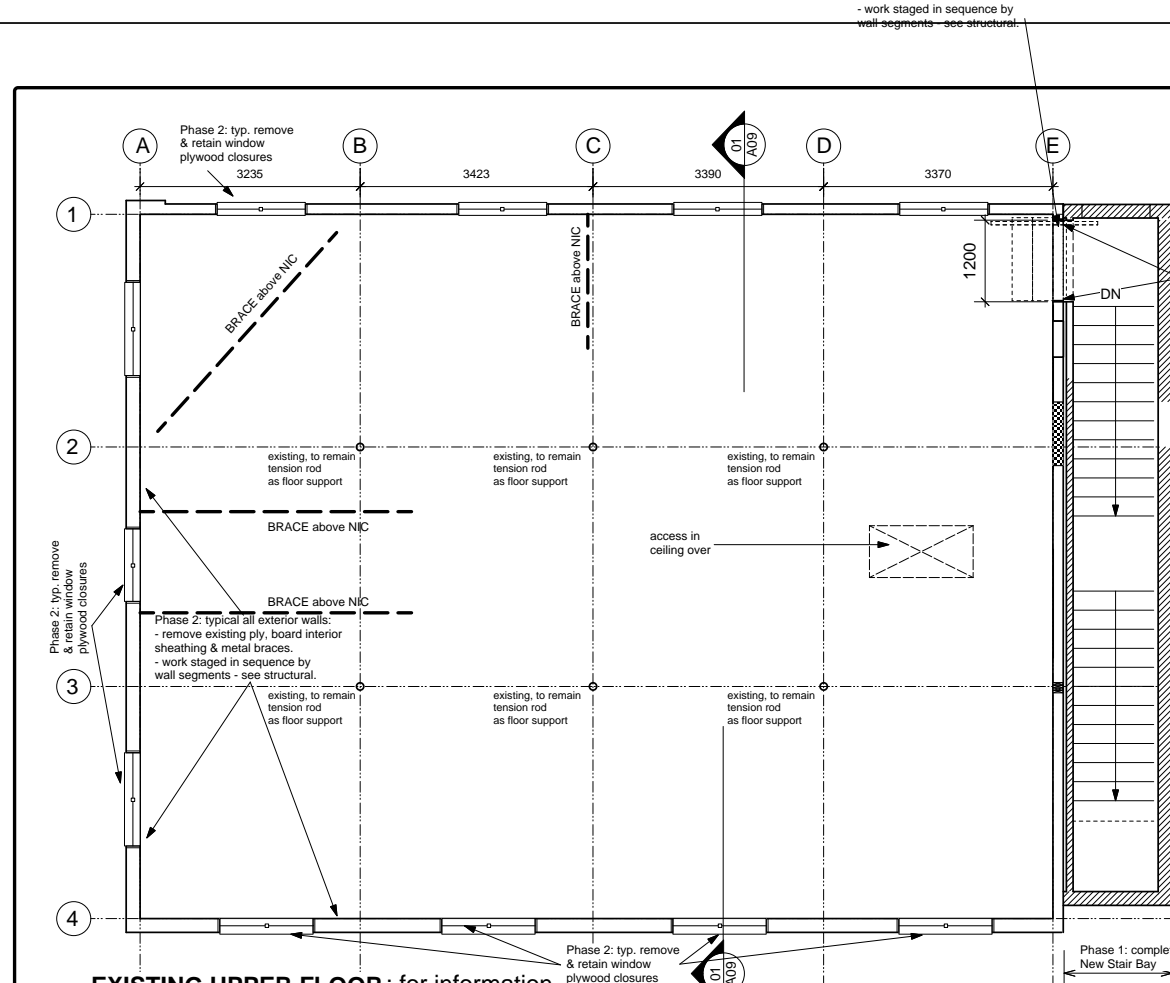 - work staged in sequence by
wall segments - see structural.
A
B
C
D
E
Phase 2: typ. remove
& retain window
plywood closures
01
A09
3235
3423
3390
3370
1
BRACE above NIC
BRACE above NIC
1200
DN
2
existing, to remain
tension rod
as floor support
existing, to remain
tension rod
as floor support
existing, to remain
tension rod
as floor support
BRACE above NIC
access in
ceiling over
Phase 2: typ. remove
& retain window
plywood closures
BRACE above NIC
Phase 2: typical all exterior walls:
- remove existing ply, board interior
sheathing & metal braces.
- work staged in sequence by
wall segments - see structural.
3
existing, to remain
tension rod
as floor support
existing, to remain
tension rod
as floor support
existing, to remain
tension rod
as floor support
4
Phase 2: typ. remove
& retain window
plywood closures
01
A09
Phase 1: complet
New Stair Bay
EXISTING UPPER FLOOR: for information